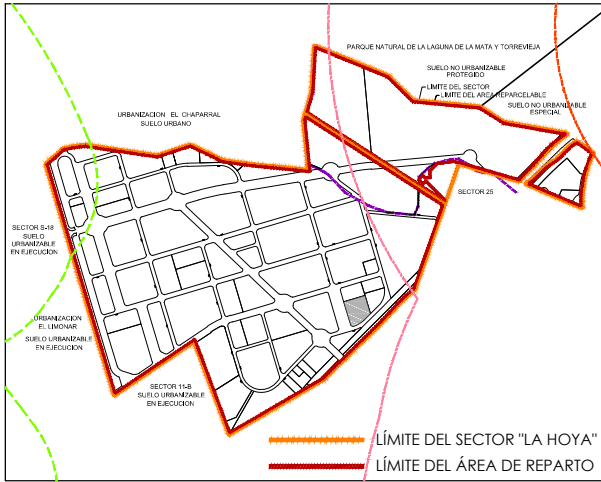 PARQUE NATURAL DE LA LAGUNA DE LA MATA Y TORREVIEJA
SUELO NO URBANIZABLE
PROTEGIDO
LÍMITE DEL SECTOR
LÍMITE DEL AREA REPARCELABLE
SUELO NO URBANIZABLE
ESPECIAL
URBANIZACION EL CHAPARRAL
SUELO URBANO
SECTOR 25
SECTOR S-18
SUELO
URBANIZABLE
EN EJECUCION
URBANIZACION
EL LIMONAR
SUELO URBANIZABLE
EN EJECUCION
SECTOR 11-B
SUELO URBANIZABLE
EN EJECUCION
LÍMITE DEL SECTOR "LA HOYA"
LÍMITE DEL ÁREA DE REPARTO